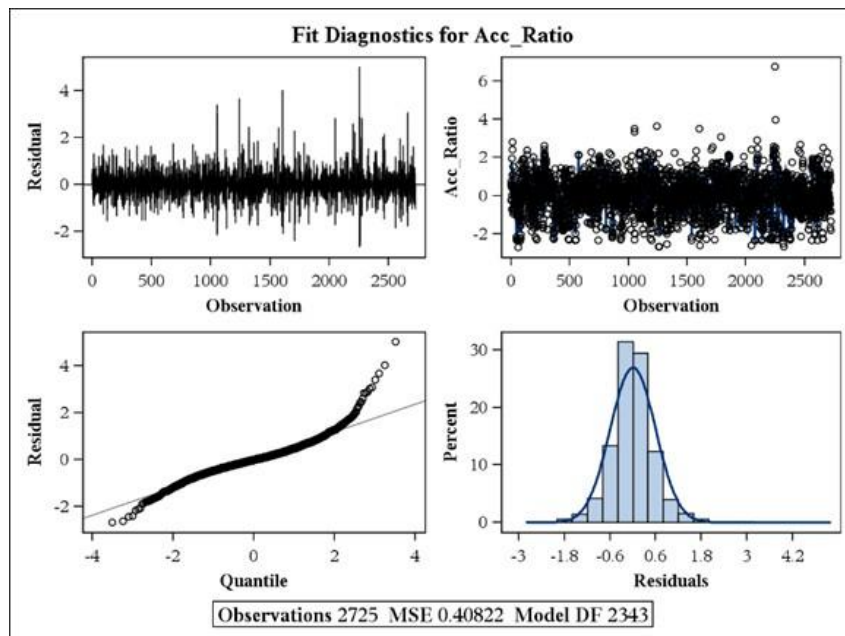 Fit Diagnostics for Acc_Ratio
4
2
0
-2
Residual
0 500 1000 1500 2000 2500
Observation
6
4
2
0
-2
Acc_Ratio
0 500 1000 1500 2000 2500
Observation
4
2
0
-2
Residual
-4 -2 0 2 4
Quantile
30
20
10
0
Percent
-3 -1.8 -0.6 0.6 1.8 3 4.2
Residuals
Observations 2725 MSE 0.40822 Model DF 2343